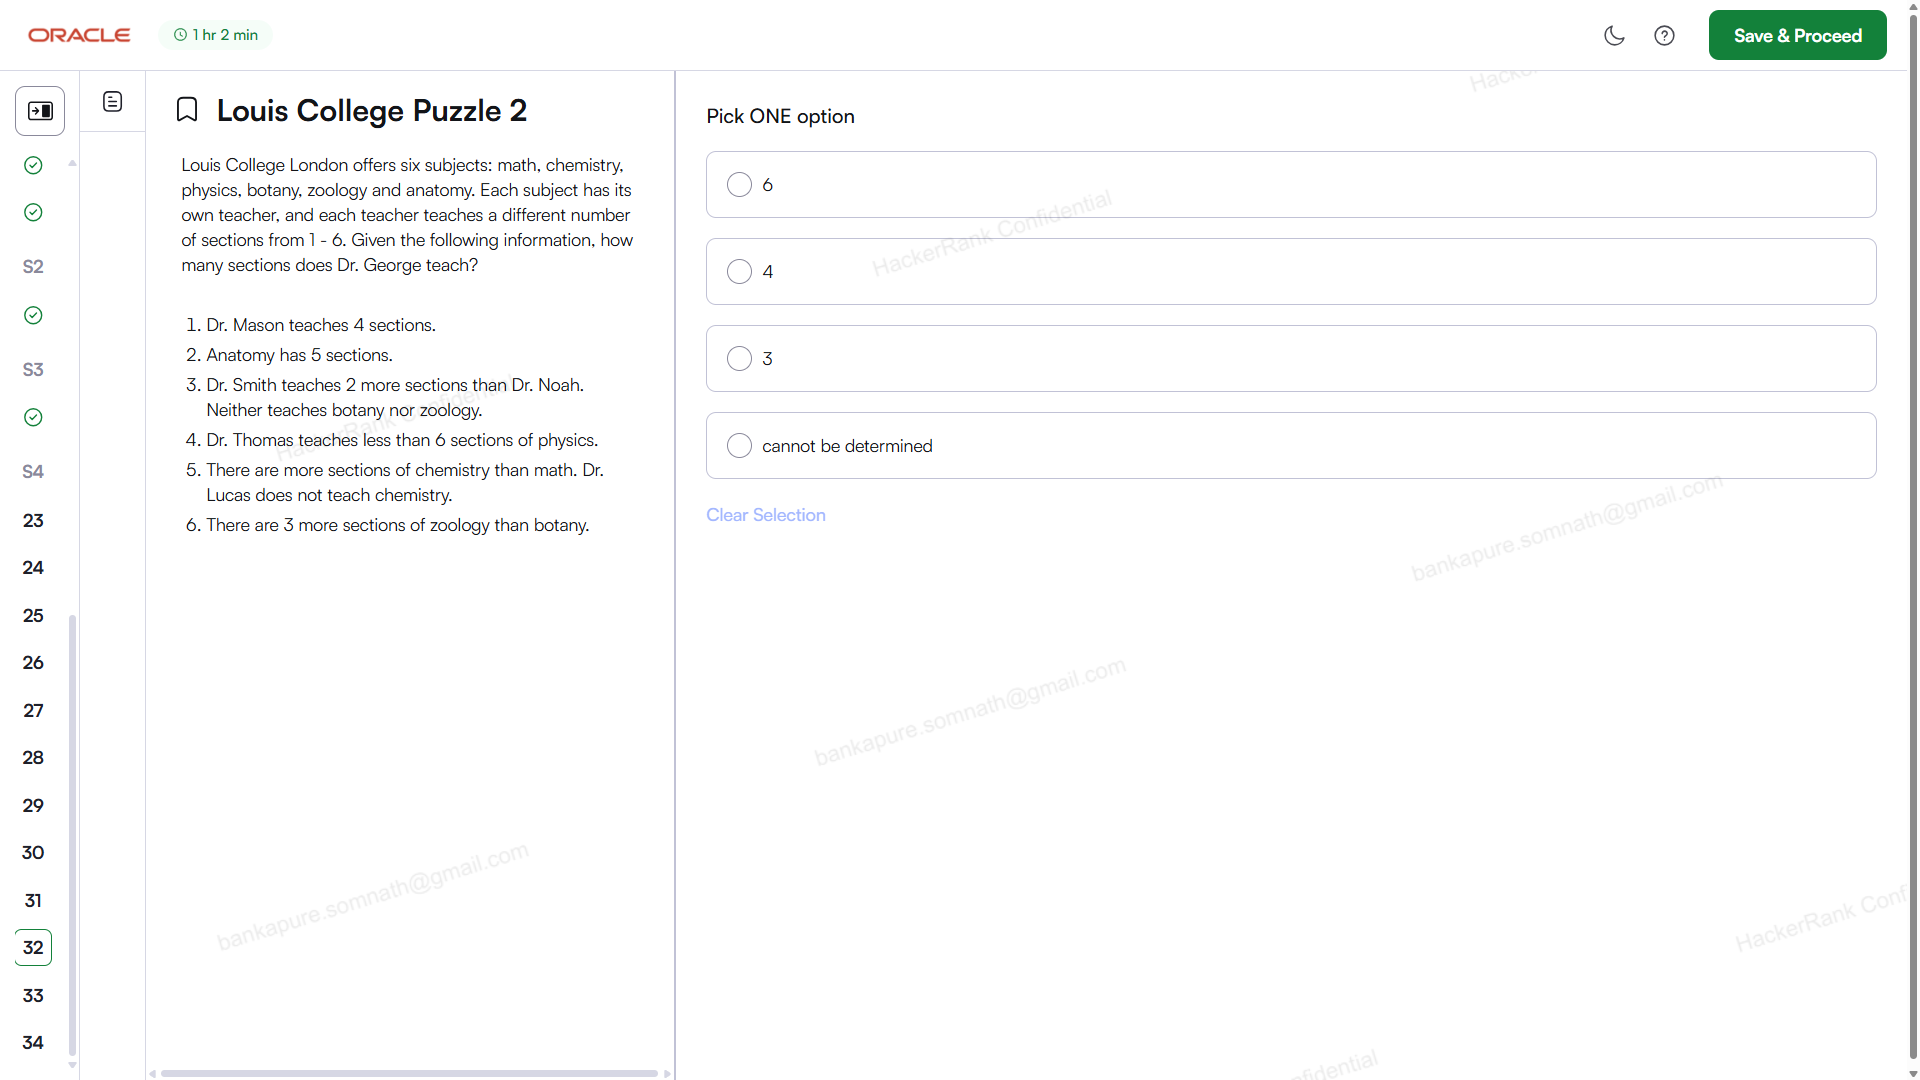 ORACLE
1 hr 2 min
Save & Proceed
S2
S3
S4
23
24
25
26
27
28
29
30
31
32
33
34
Louis College Puzzle 2
Louis College London offers six subjects: math, chemistry,
physics, botany, zoology and anatomy. Each subject has its
own teacher, and each teacher teaches a different number
of sections from 1 - 6. Given the following information, how
many sections does Dr. George teach?
1. Dr. Mason teaches 4 sections.
2. Anatomy has 5 sections.
3. Dr. Smith teaches 2 more sections than Dr. Noah.
Neither teaches botany nor zoology.
4. Dr. Thomas teaches less than 6 sections of physics.
5. There are more sections of chemistry than math. Dr.
Lucas does not teach chemistry.
6. There are 3 more sections of zoology than botany.
Pick ONE option
6
4
3
cannot be determined
Clear Selection
HackerRank Confidential
HackerRank Confidential
bankapure.somnath@gmail.com
bankapure.somnath@gmail.com
bankapure.somnath@gmail.com
HackerRank Conf